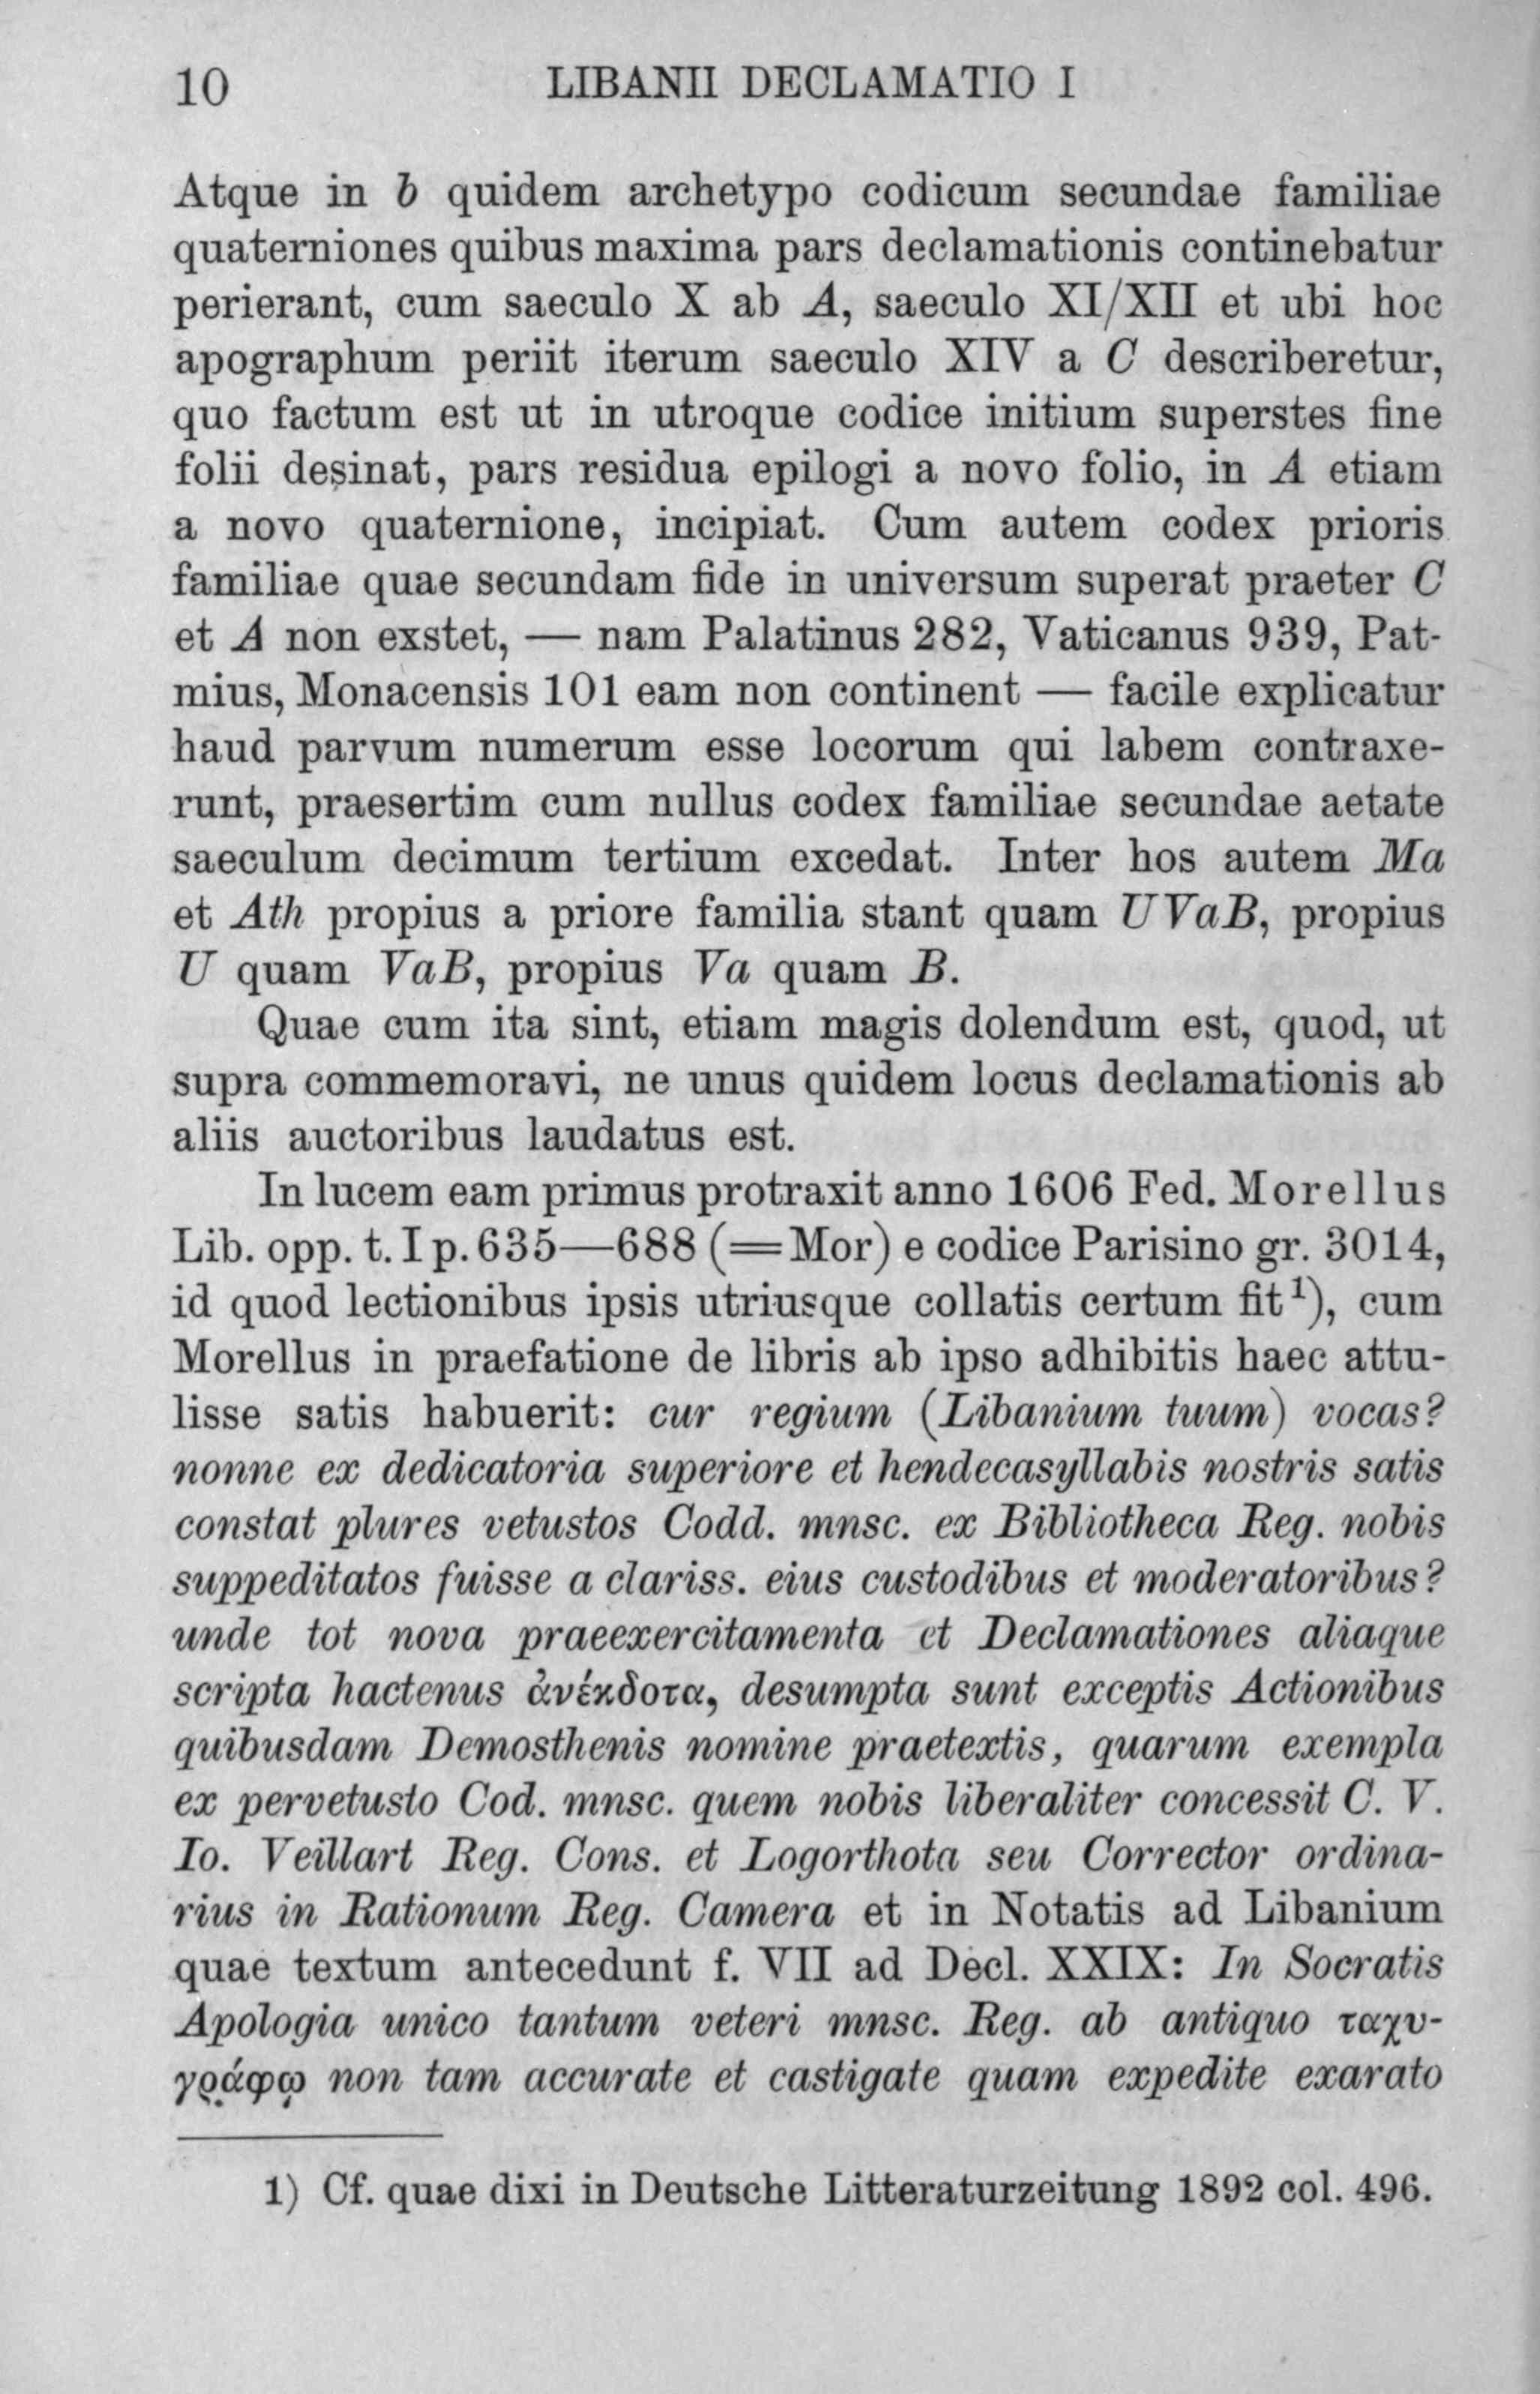 10 LIBANII DECLAMATIO I
Atque in b quidem archetypo codicum secundae familiae
quaterniones quibus maxima pars declamationis continebatur
perierant, cum saeculo X ab A, saeculo XI/XII et ubi hoc
apographum periit iterum saeculo XIV a C describeretur,
quo factum est ut in utroque codice initium superstes fine
folii desinat, pars residua epilogi a novo folio, in A etiam
a novo quaternione, incipiat. Cum autem codex prioris
familiae quae secundam fide in universum superat praeter C
et A non exstet, — nam Palatinus 282, Vaticanus 939, Pat-
mius, Monacensis 101 eam non continent — facile explicatur
haud parvum numerum esse locorum qui labem contraxe-
runt, praesertim cum nullus codex familiae secundae aetate
saeculum decimum tertium excedat. Inter hos autem Ma
et Ath propius a priore familia stant quam UVaB, propius
U quam VaB, propius Va quam B.
Quae cum ita sint, etiam magis dolendum est, quod, ut
supra commemoravi, ne unus quidem locus declamationis ab
aliis auctoribus laudatus est.
In lucem eam primus protraxit anno 1606 Fed. Morellus
Lib. opp. t. I p. 635—688 (=Mor) e codice Parisino gr. 3014,
id quod lectionibus ipsis utriusque collatis certum fit¹), cum
Morellus in praefatione de libris ab ipso adhibitis haec attu-
lisse satis habuerit: cur regium (Libanium tuum) vocas?
nonne ex dedicatoria superiore et hendecasyllabis nostris satis
constat plures vetustos Codd. mnsc. ex Bibliotheca Reg. nobis
suppeditatos fuisse a clariss. eius custodibus et moderatoribus?
unde tot nova praeexercitamenta et Declamationes aliaque
scripta hactenus ἀνέκδοτα, desumpta sunt exceptis Actionibus
quibusdam Demosthenis nomine praetextis, quarum exempla
ex pervetusto Cod. mnsc. quem nobis liberaliter concessit C. V.
Io. Veillart Reg. Cons. et Logorthota seu Corrector ordina-
rius in Rationum Reg. Camera et in Notatis ad Libanium
quae textum antecedunt f. VII ad Decl. XXIX: In Socratis
Apologia unico tantum veteri mnsc. Reg. ab antiquo ταχυ-
γράφῳ non tam accurate et castigate quam expedite exarato
1) Cf. quae dixi in Deutsche Litteraturzeitung 1892 col. 496.